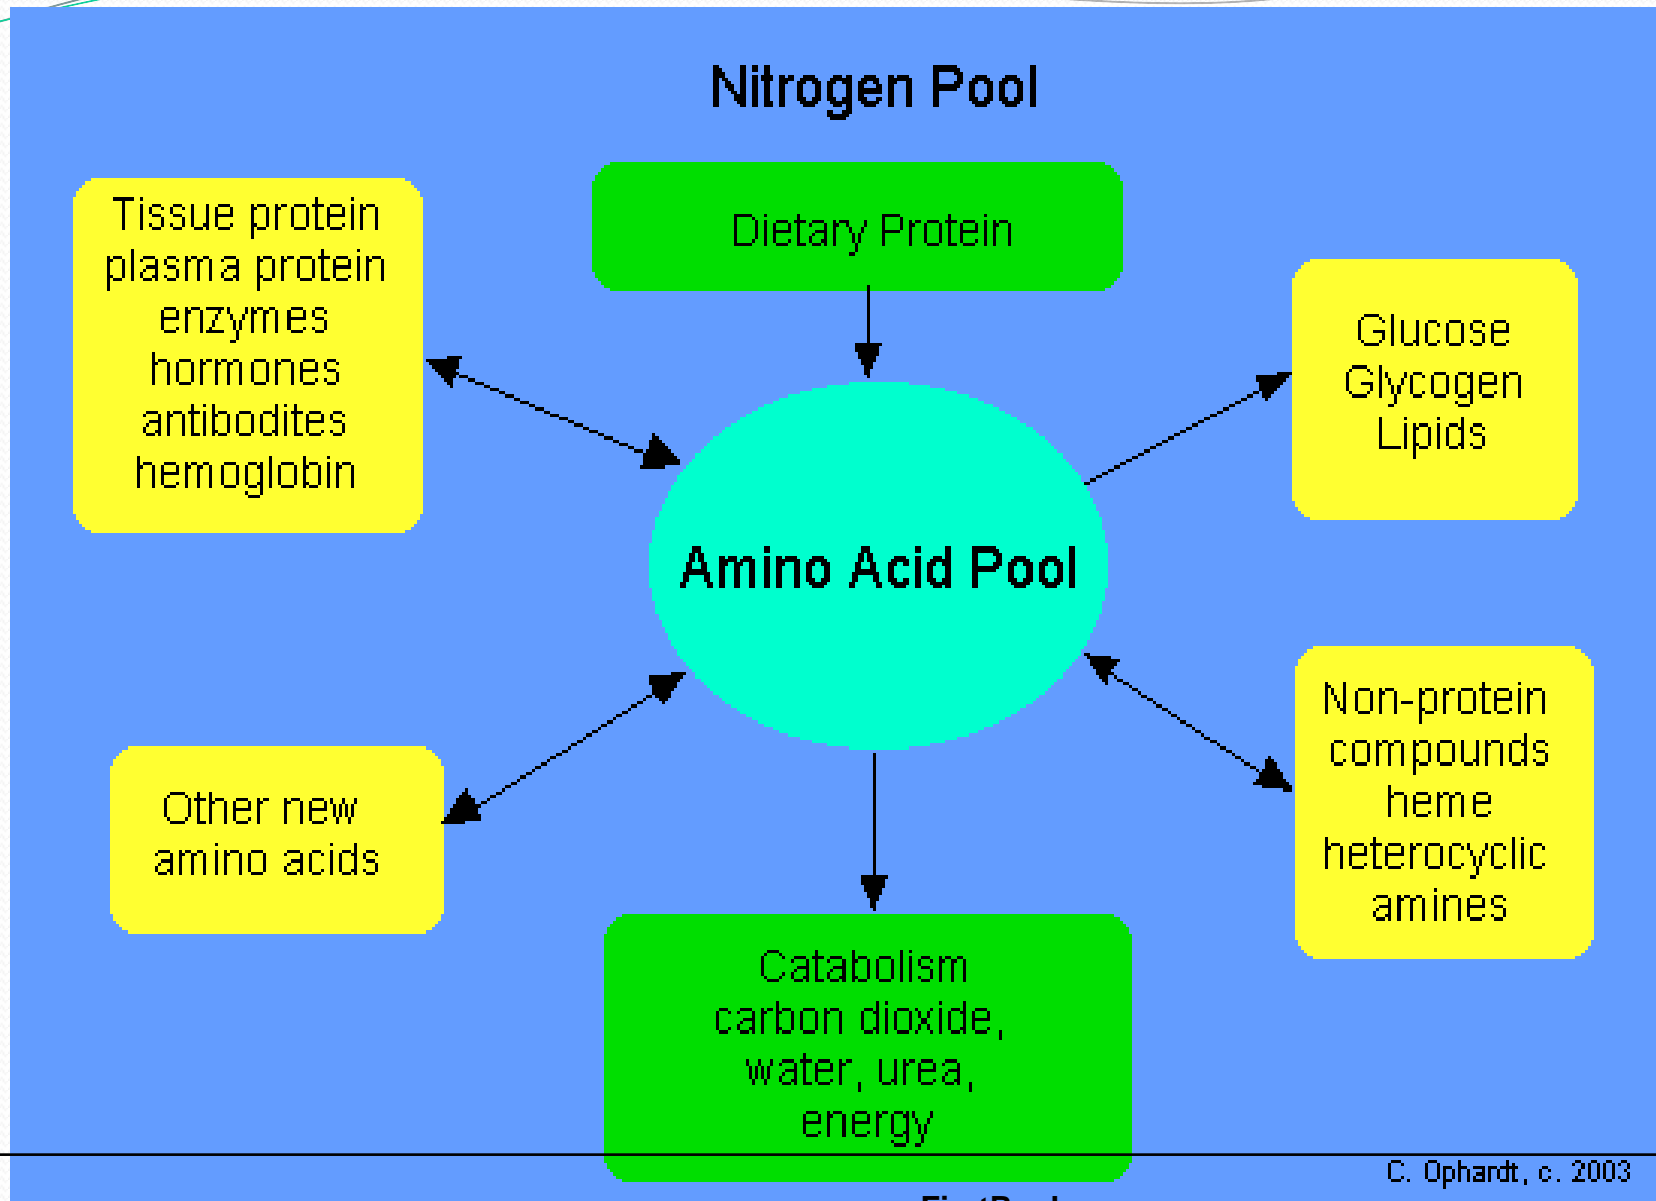 Nitrogen Pool
Tissue protein
plasma protein
enzymes
hormones
antibodites
hemoglobin
Dietary Protein
Glucose
Glycogen
Lipids
Amino Acid Pool
Other new
amino acids
Non-protein
compounds
heme
heterocyclic
amines
Catabolism
carbon dioxide,
water, urea,
energy
C. Ophardt, c. 2003